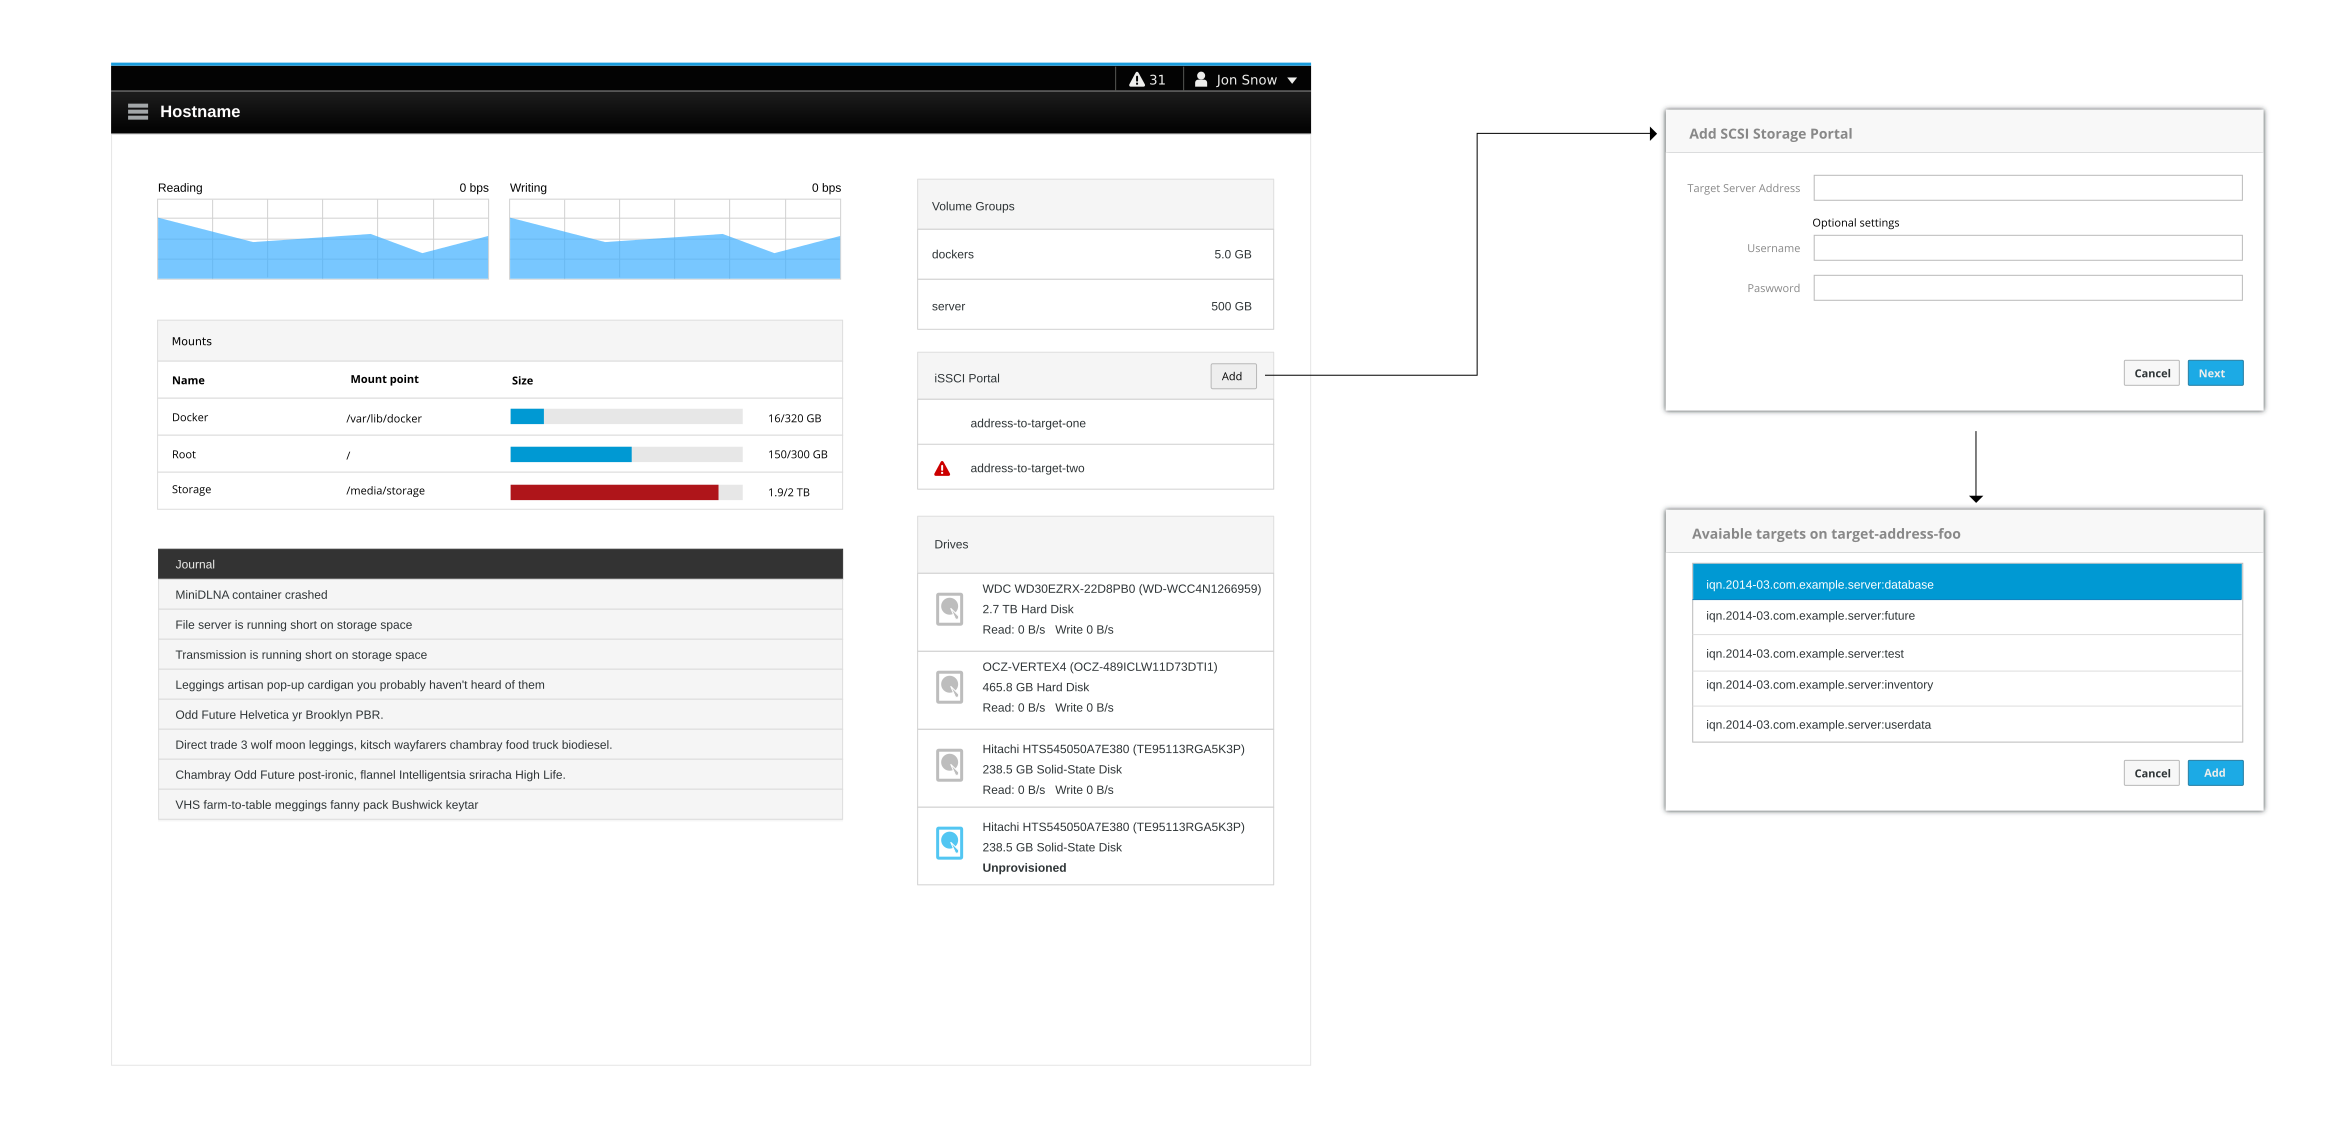 31
Jon Snow
Hostname
Reading 0 bps
Writing 0 bps
Mounts
Name Mount point Size
Docker /var/lib/docker 16/320 GB
Root / 150/300 GB
Storage /media/storage 1.9/2 TB
Journal
MiniDLNA container crashed
File server is running short on storage space
Transmission is running short on storage space
Leggings artisan pop-up cardigan you probably haven't heard of them
Odd Future Helvetica yr Brooklyn PBR.
Direct trade 3 wolf moon leggings, kitsch wayfarers chambray food truck biodiesel.
Chambray Odd Future post-ironic, flannel Intelligentsia sriracha High Life.
VHS farm-to-table meggings fanny pack Bushwick keytar
Volume Groups
dockers 5.0 GB
server 500 GB
iSSCI Portal Add
address-to-target-one
address-to-target-two
Drives
WDC WD30EZRX-22D8PB0 (WD-WCC4N1266959)
2.7 TB Hard Disk
Read: 0 B/s Write 0 B/s
OCZ-VERTEX4 (OCZ-489ICLW11D73DTI1)
465.8 GB Hard Disk
Read: 0 B/s Write 0 B/s
Hitachi HTS545050A7E380 (TE95113RGA5K3P)
238.5 GB Solid-State Disk
Read: 0 B/s Write 0 B/s
Hitachi HTS545050A7E380 (TE95113RGA5K3P)
238.5 GB Solid-State Disk
Unprovisioned
Add SCSI Storage Portal
Target Server Address
Optional settings
Username
Paswword
Cancel Next
Avaiable targets on target-address-foo
iqn.2014-03.com.example.server:database
iqn.2014-03.com.example.server:future
iqn.2014-03.com.example.server:test
iqn.2014-03.com.example.server:inventory
iqn.2014-03.com.example.server:userdata
Cancel Add